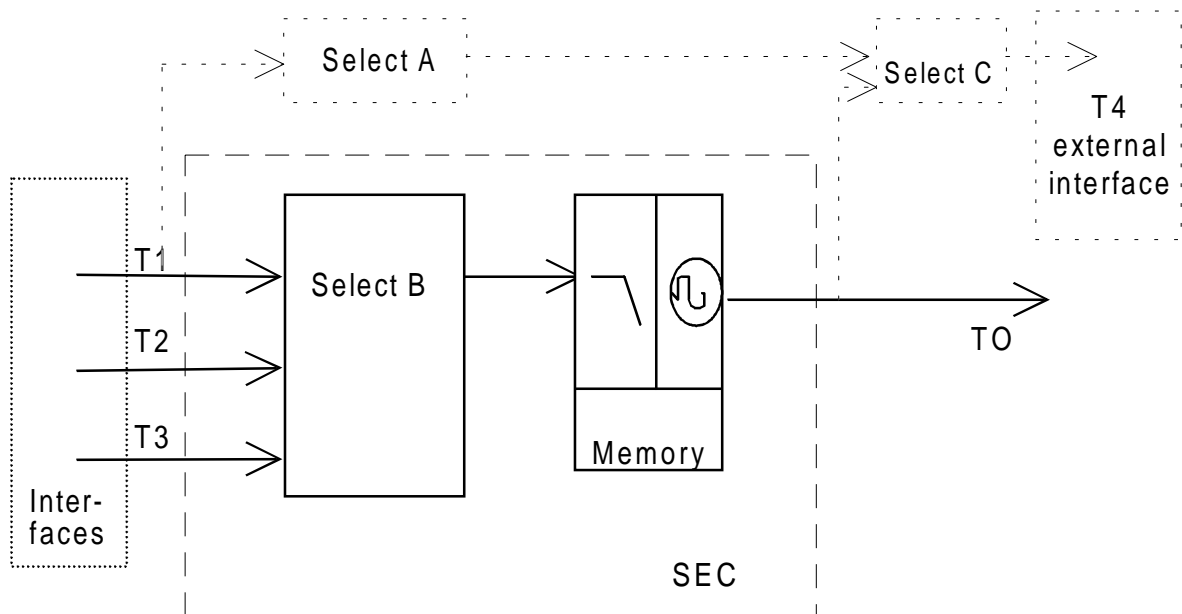 Select A
Select C
T4
external
interface
T1
Select B
T2
TO
T3
Memory
Inter-
faces
SEC